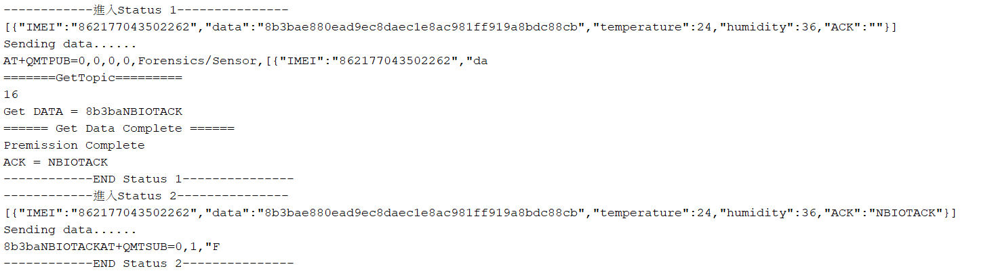 ------------進入Status 1---------------
[{"IMEI":"862177043502262","data":"8b3bae880ead9ec8daec1e8ac981ff919a8bdc88cb","temperature":24,"humidity":36,"ACK":""}]
Sending data......
AT+QMTPUB=0,0,0,0,Forensics/Sensor,[{"IMEI":"862177043502262","da
=======GetTopic=========
16
Get DATA = 8b3baNBIOTACK
====== Get Data Complete ======
Premission Complete
ACK = NBIOTACK
------------END Status 1---------------
------------進入Status 2---------------
[{"IMEI":"862177043502262","data":"8b3bae880ead9ec8daec1e8ac981ff919a8bdc88cb","temperature":24,"humidity":36,"ACK":"NBIOTACK"}]
Sending data......
8b3baNBIOTACKAT+QMTSUB=0,1,"F
------------END Status 2---------------